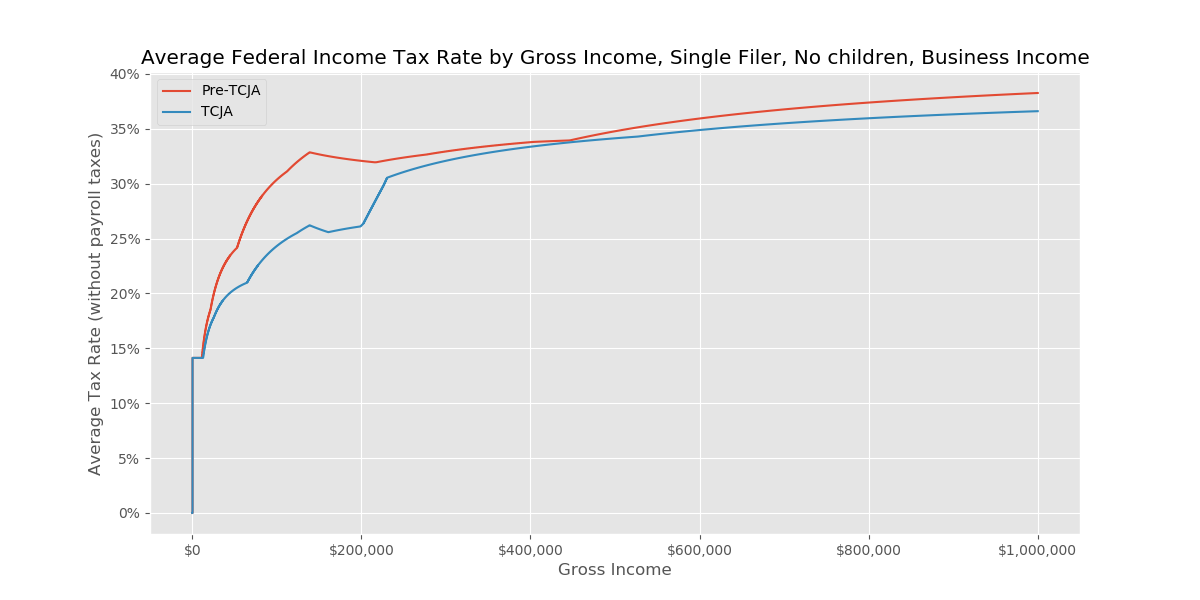 Average Federal Income Tax Rate by Gross Income, Single Filer, No children, Business Income
Pre-TCJA
TCJA
Average Tax Rate (without payroll taxes)
40%
35%
30%
25%
20%
15%
10%
5%
0%
$0 $200,000 $400,000 $600,000 $800,000 $1,000,000
Gross Income